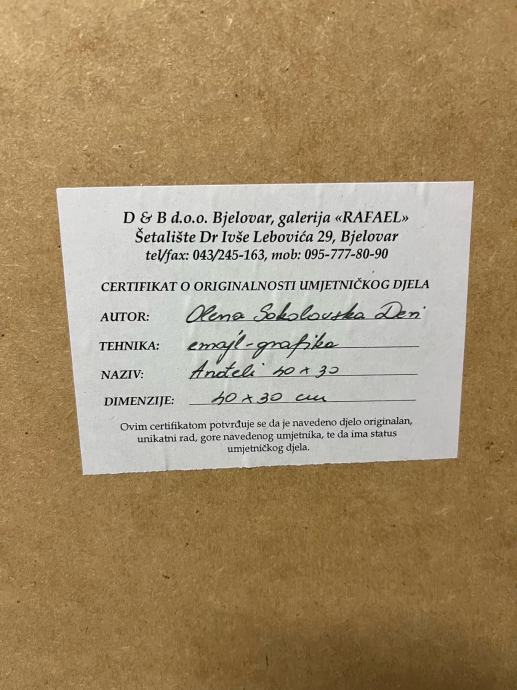 D & B d.o.o. Bjelovar, galerija «RAFAEL»
Šetalište Dr Ivše Lebovića 29, Bjelovar
tel/fax: 043/245-163, mob: 095-777-80-90
CERTIFIKAT O ORIGINALNOSTI UMJETNIČKOG DJELA
AUTOR: Olena Sokolovska Deri
TEHNIKA: emajl-grafika
NAZIV: Anđeli 40 x 30
DIMENZIJE: 40 x 30 cm
Ovim certifikatom potvrđuje se da je navedeno djelo originalan,
unikatni rad, gore navedenog umjetnika, te da ima status
umjetničkog djela.